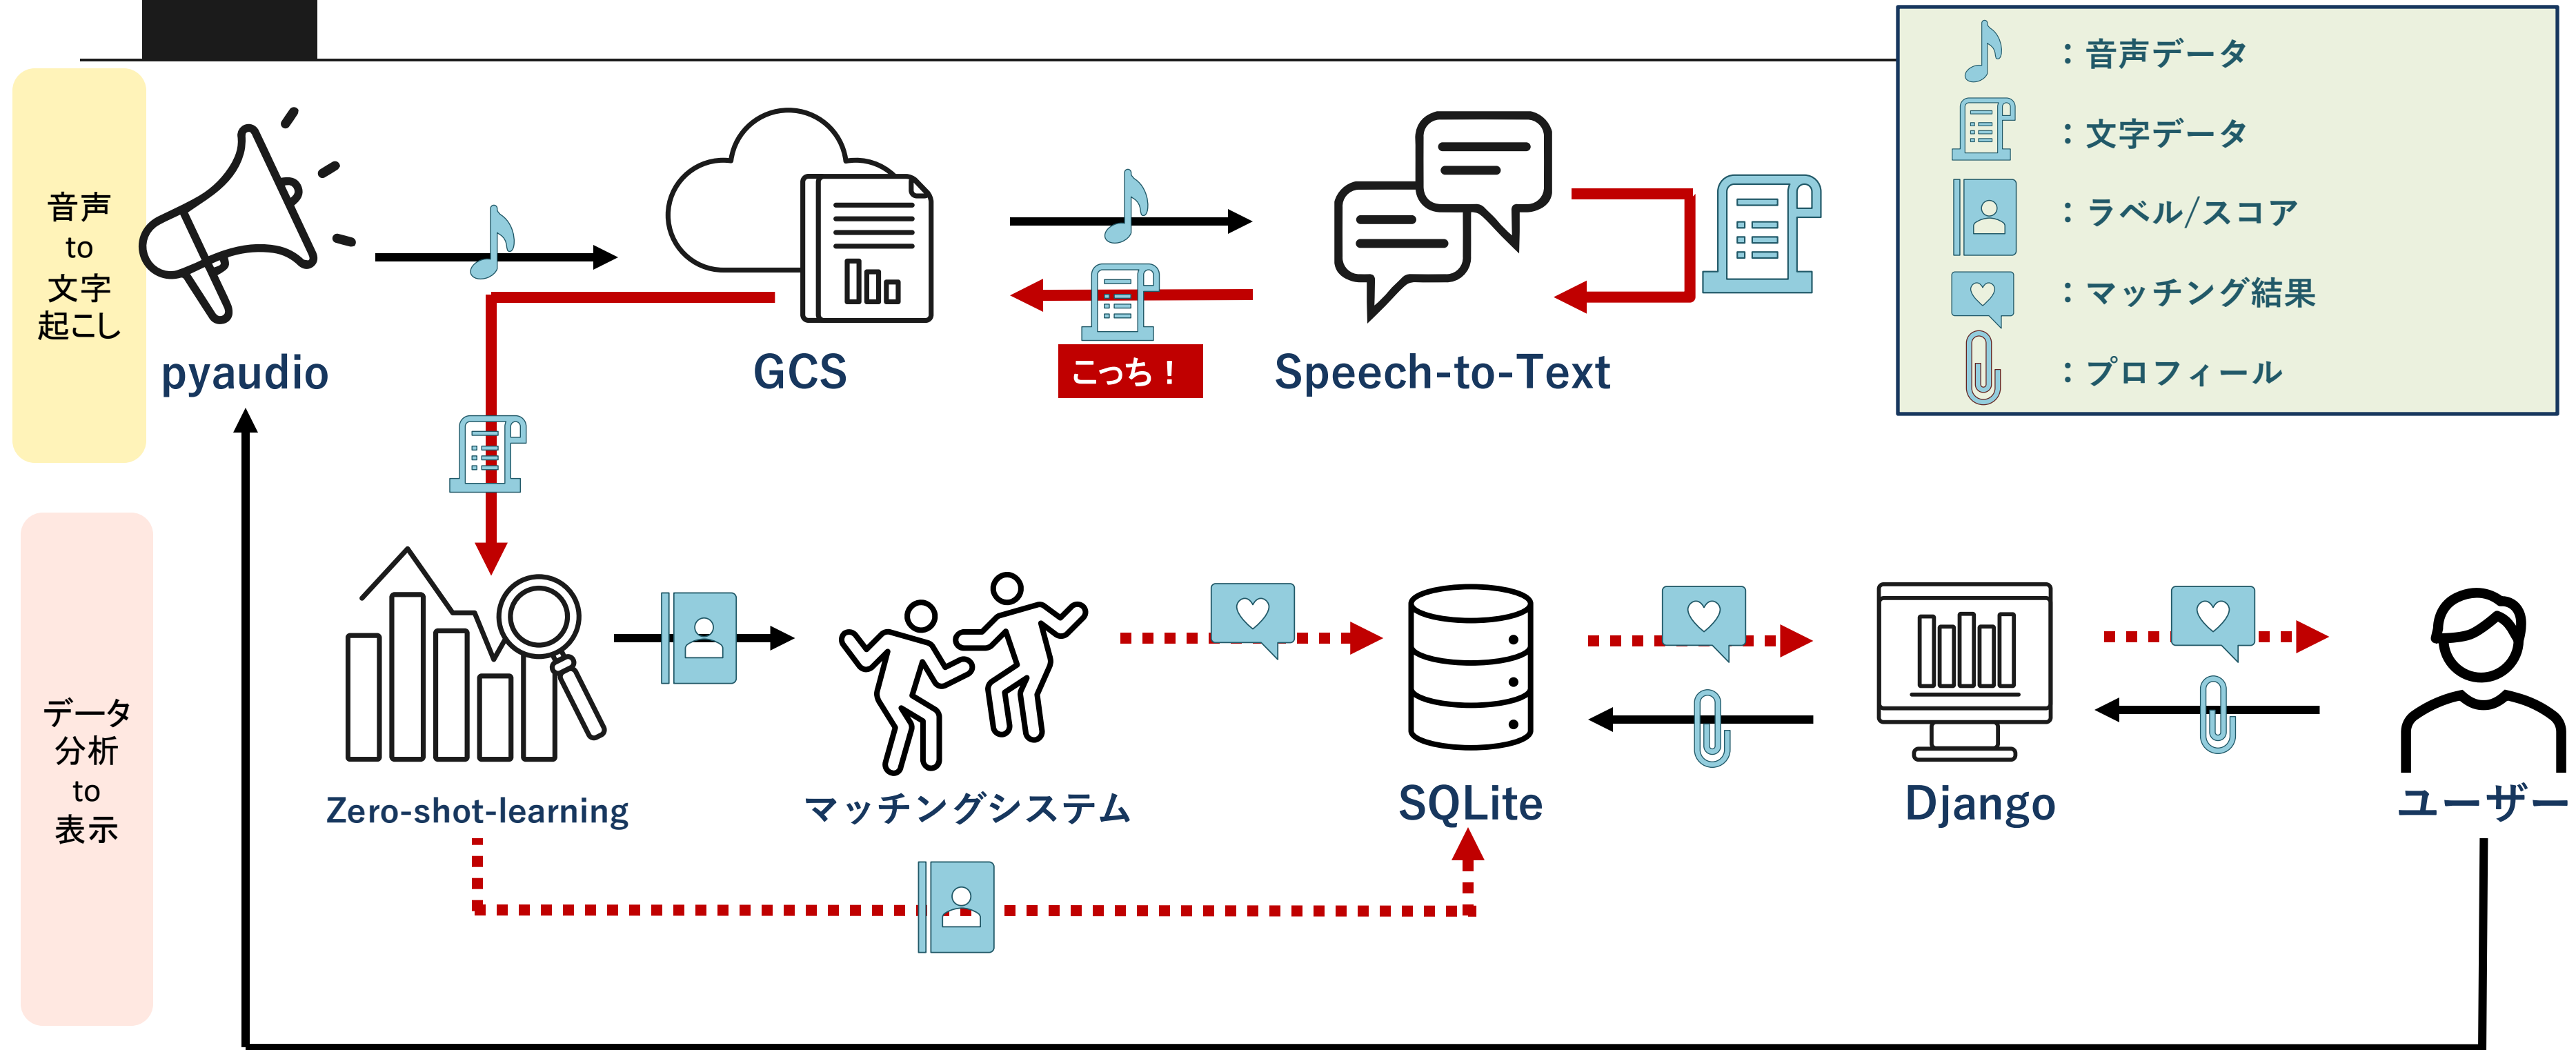 ：音声データ
：文字データ
：ラベル/スコア
：マッチング結果
：プロフィール
音声
to
文字
起こし
pyaudio
GCS
こっち！
Speech-to-Text
データ
分析
to
表示
Zero-shot-learning
マッチングシステム
SQLite
Django
ユーザー